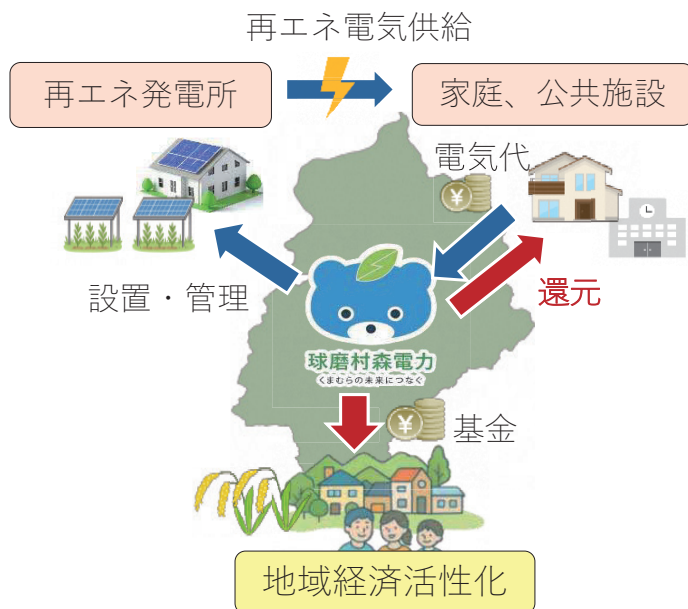 再エネ電気供給
再エネ発電所
家庭、公共施設
電気代
¥
設置・管理
還元
球磨村森電力
くまむらの未来につなぐ
¥
基金
地域経済活性化